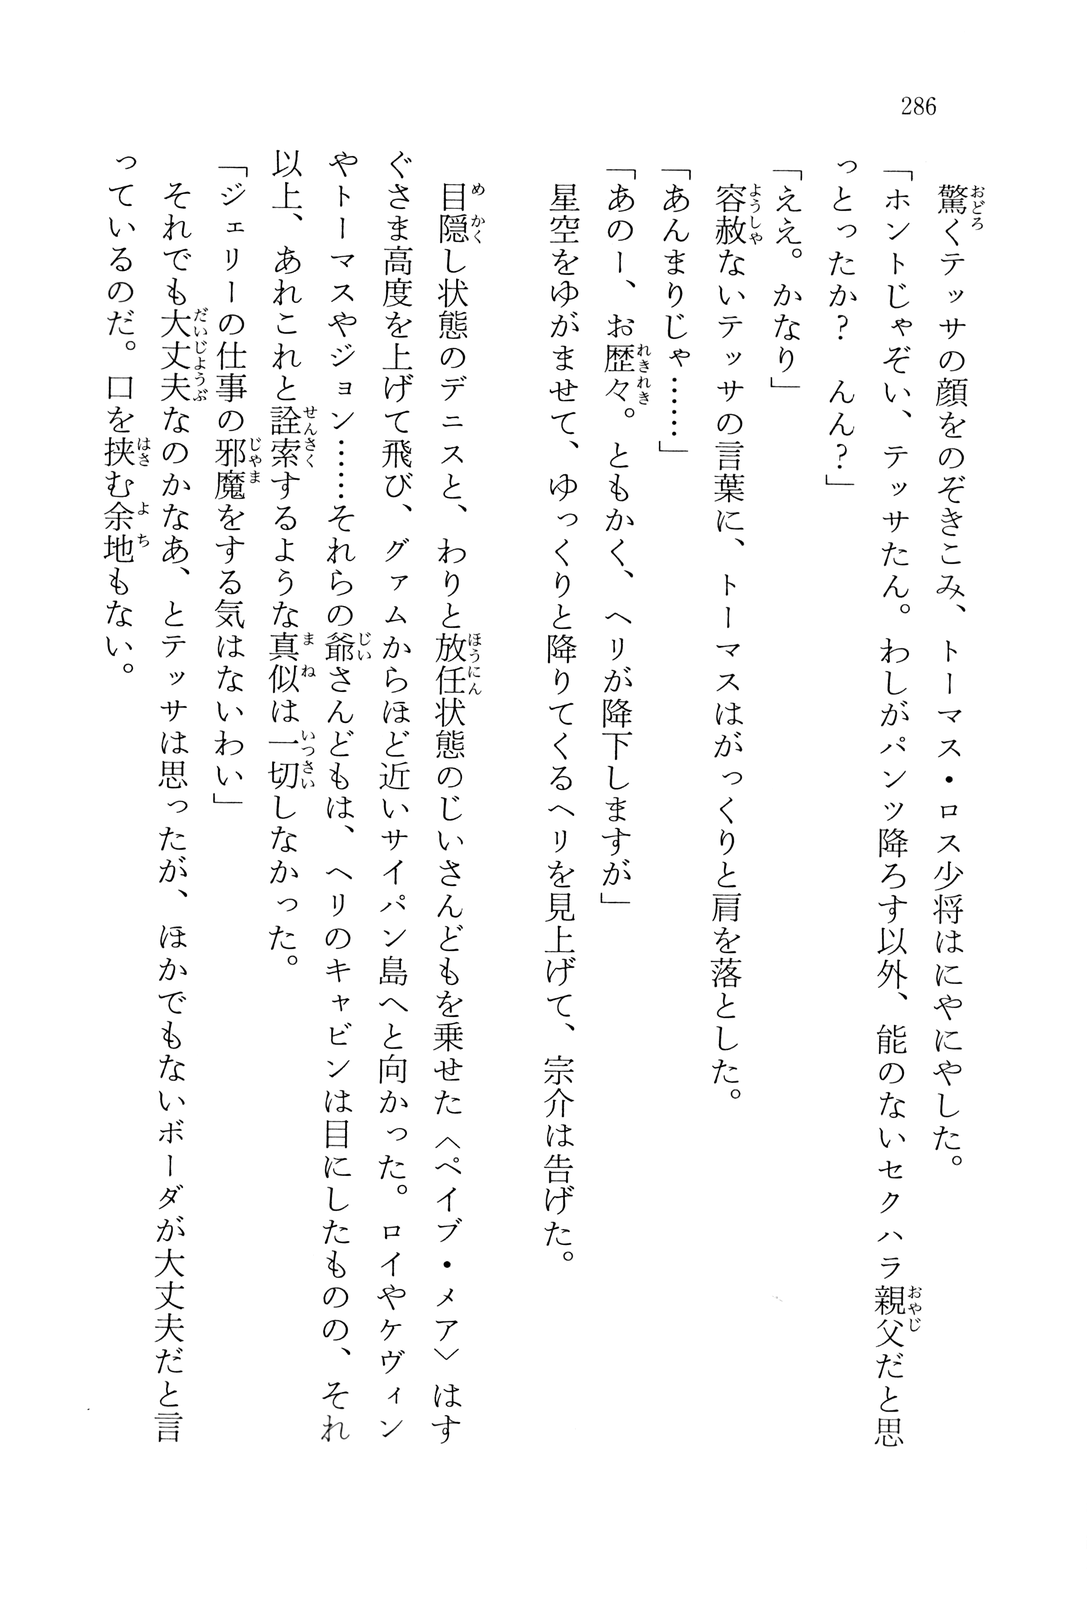 286
驚くテッサの顔をのぞきこみ、トーマス・ロス少将はにやにやした。
「ホントじゃぞい、テッサたん。わしがパンツ降ろす以外、能のないセクハラ親父だと思
っとったか？　んん？」
「ええ。かなり」
容赦ないテッサの言葉に、トーマスはがっくりと肩を落とした。
「あんまりじゃ……」
「あのー、お歴々。ともかく、ヘリが降下しますが」
星空をゆがませて、ゆっくりと降りてくるヘリを見上げて、宗介は告げた。
目隠し状態のデニスと、わりと放任状態のじいさんどもを乗せた〈ペイブ・メア〉はす
ぐさま高度を上げて飛び、グァムからほど近いサイパン島へと向かった。ロイやケヴィン
やトーマスやジョン……それらの爺さんどもは、ヘリのキャビンは目にしたものの、それ
以上、あれこれと詮索するような真似は一切しなかった。
「ジェリーの仕事の邪魔をする気はないわい」
それでも大丈夫なのかなあ、とテッサは思ったが、ほかでもないボーダが大丈夫だと言
っているのだ。口を挟む余地もない。